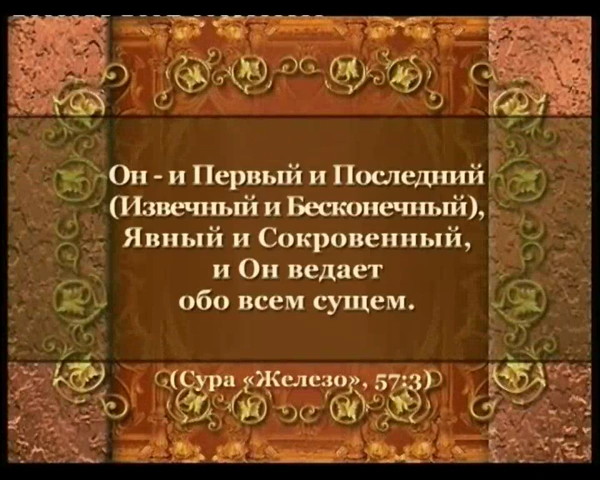 Он - и Первый и Последний
(Извечный и Бесконечный),
Явный и Сокровенный,
и Он ведает
обо всем сущем.
(Сура «Железо», 57:3)